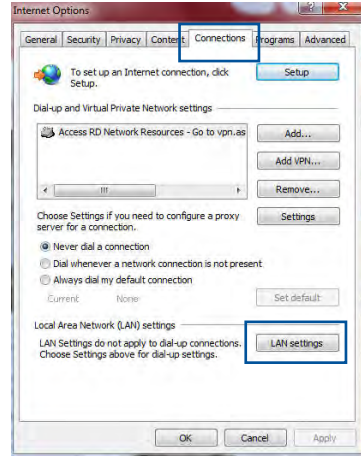 Internet Options
General Security Privacy Content Connections Programs Advanced
To set up an Internet connection, click
Setup.
Setup
Dial-up and Virtual Private Network settings
Access RD Network Resources - Go to vpn.as
Add...
Add VPN...
Remove...
Choose Settings if you need to configure a proxy
server for a connection.
Settings
Never dial a connection
Dial whenever a network connection is not present
Always dial my default connection
Current None
Set default
Local Area Network (LAN) settings
LAN Settings do not apply to dial-up connections.
Choose Settings above for dial-up settings.
LAN settings
OK Cancel Apply